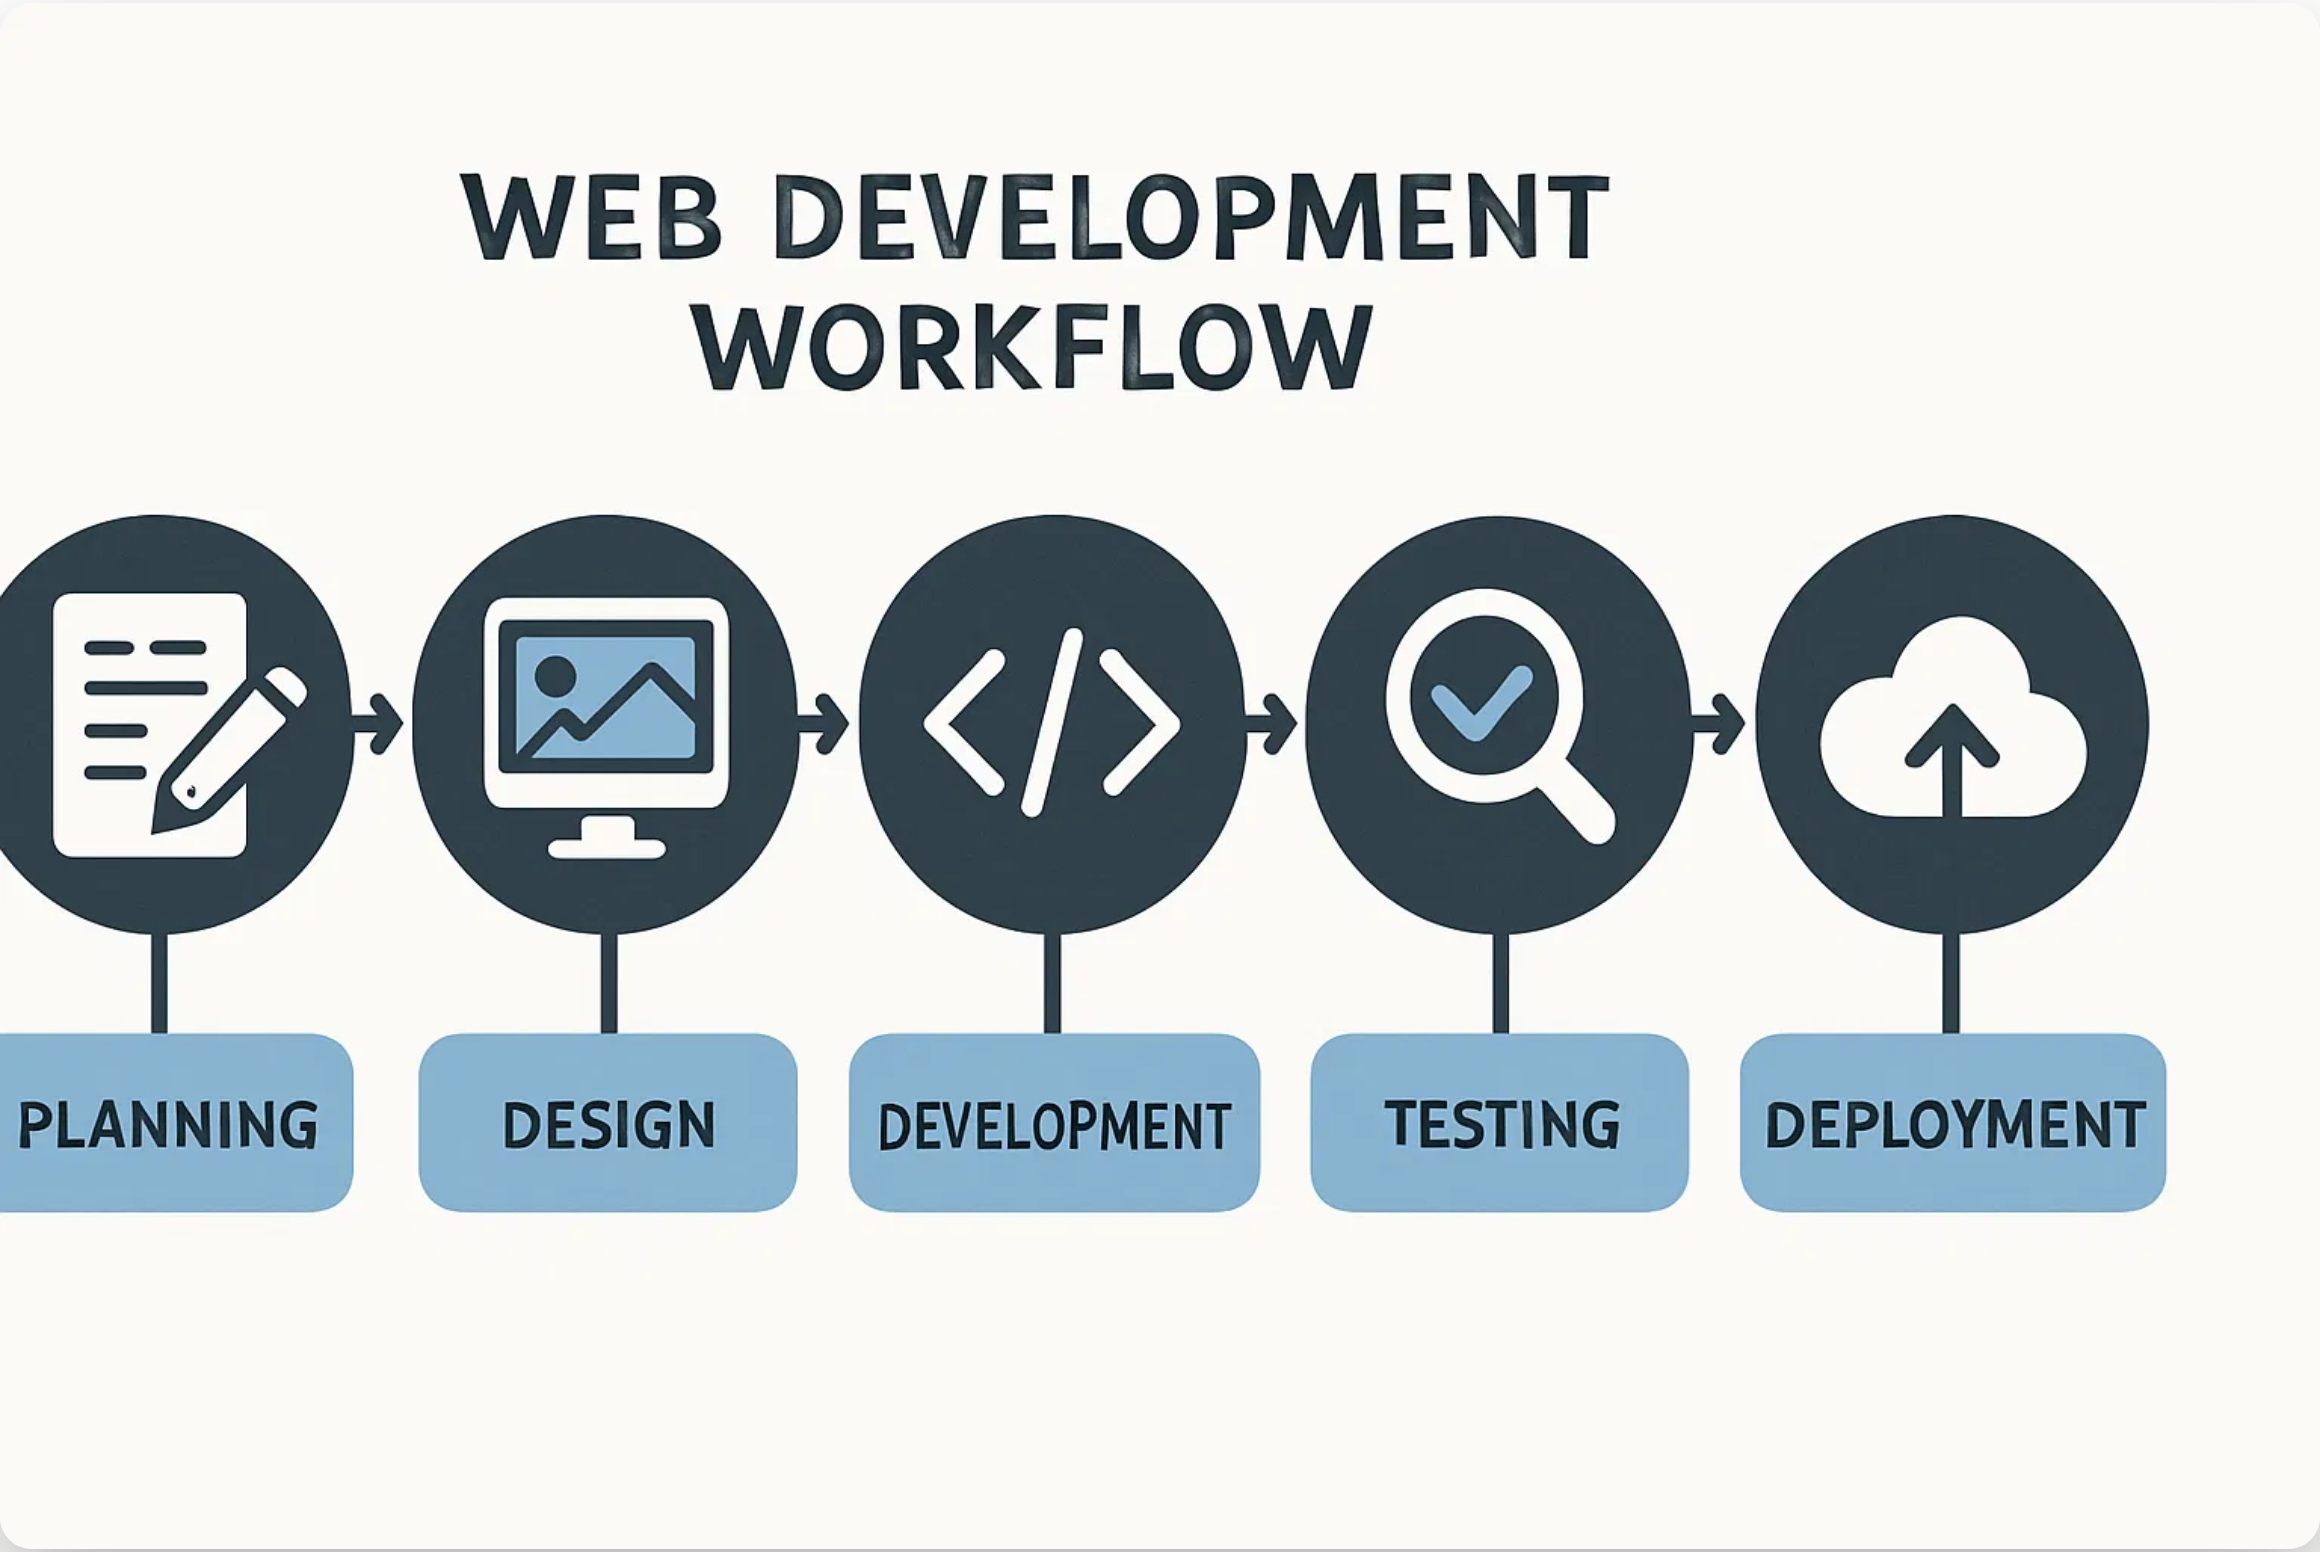 WEB DEVELOPMENT
WORKFLOW
PLANNING
DESIGN
DEVELOPMENT
TESTING
DEPLOYMENT